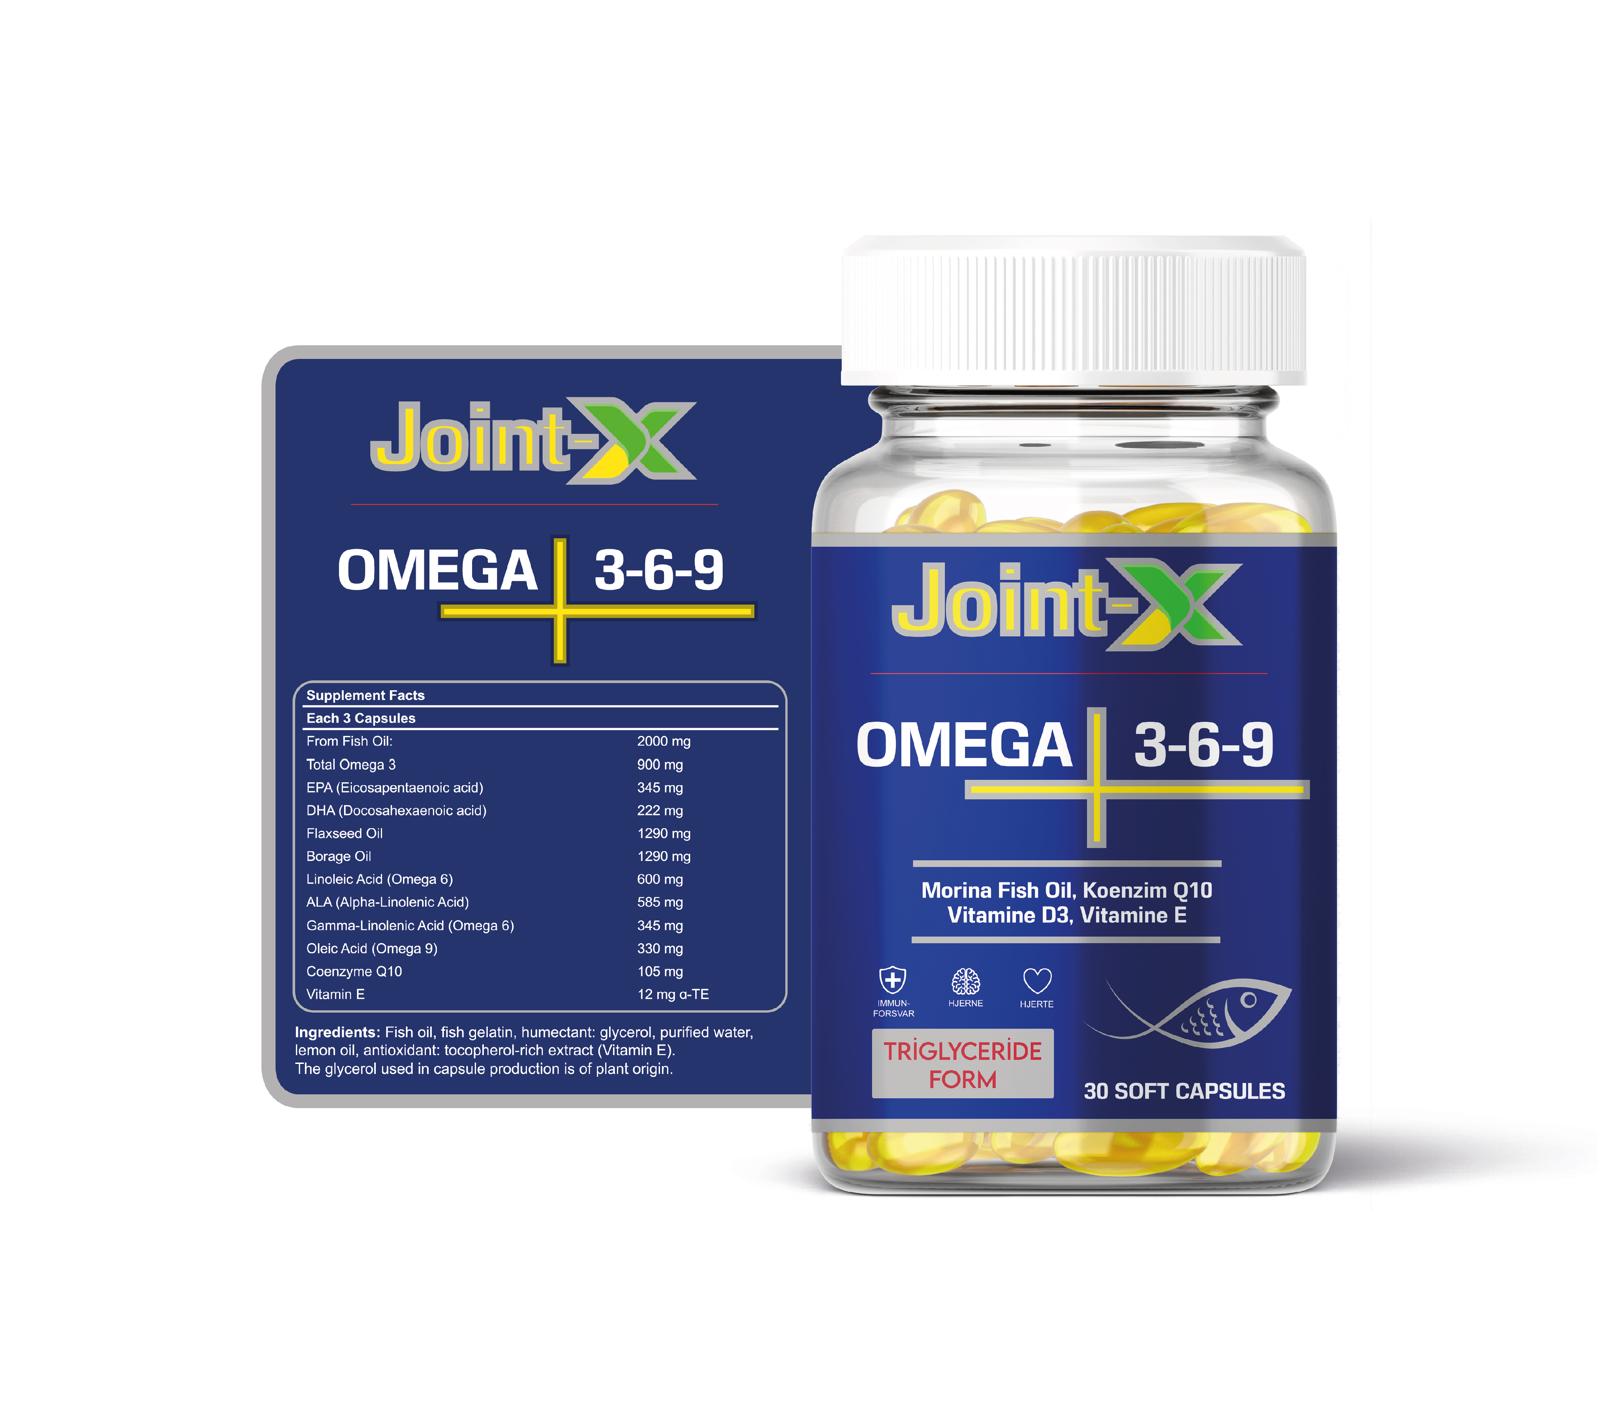 Joint-X
OMEGA 3-6-9
Supplement Facts
Each 3 Capsules
From Fish Oil: 2000 mg
Total Omega 3 900 mg
EPA (Eicosapentaenoic acid) 345 mg
DHA (Docosahexaenoic acid) 222 mg
Flaxseed Oil 1290 mg
Borage Oil 1290 mg
Linoleic Acid (Omega 6) 600 mg
ALA (Alpha-Linolenic Acid) 585 mg
Gamma-Linolenic Acid (Omega 6) 345 mg
Oleic Acid (Omega 9) 330 mg
Coenzyme Q10 105 mg
Vitamin E 12 mg α-TE
Ingredients: Fish oil, fish gelatin, humectant: glycerol, purified water,
lemon oil, antioxidant: tocopherol-rich extract (Vitamin E).
The glycerol used in capsule production is of plant origin.
Joint-X
OMEGA 3-6-9
Morina Fish Oil, Koenzim Q10
Vitamine D3, Vitamine E
IMMUN-
FORSVAR
HJERNE
HJERTE
TRİGLYCERİDE
FORM
30 SOFT CAPSULES